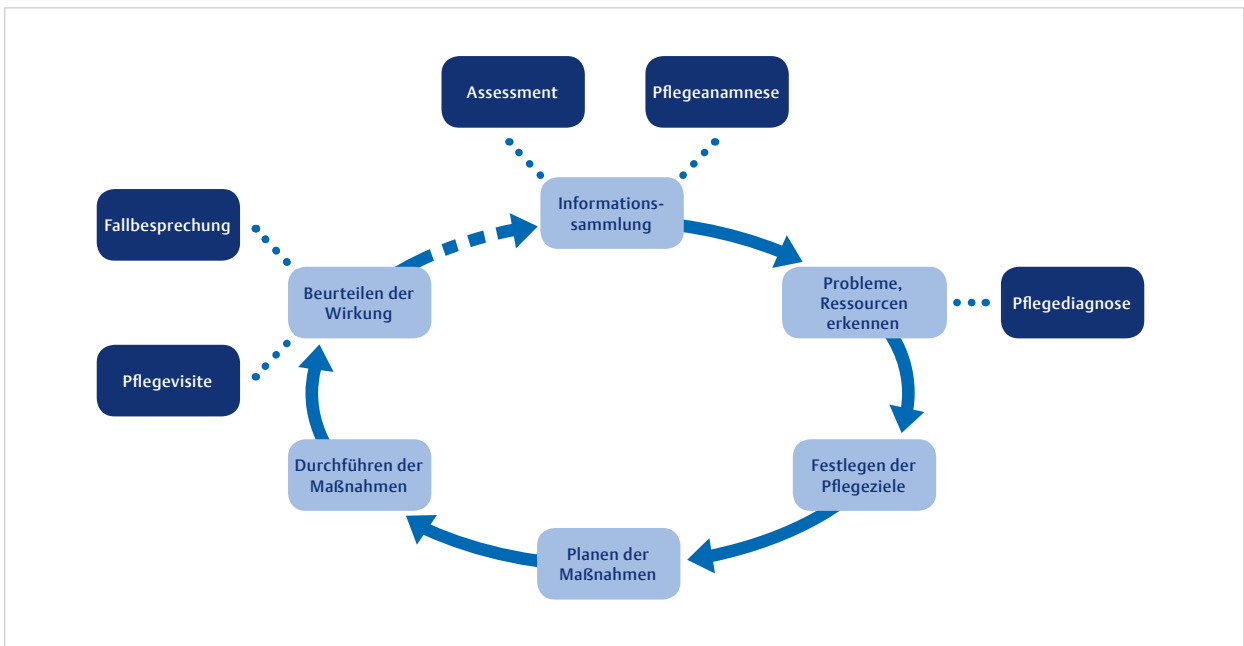 Assessment
Pflegeanamnese
Informations-
sammlung
Fallbesprechung
Beurteilen der
Wirkung
Probleme,
Ressourcen
erkennen
Pflegediagnose
Pflegevisite
Durchführen der
Maßnahmen
Festlegen der
Pflegeziele
Planen der
Maßnahmen